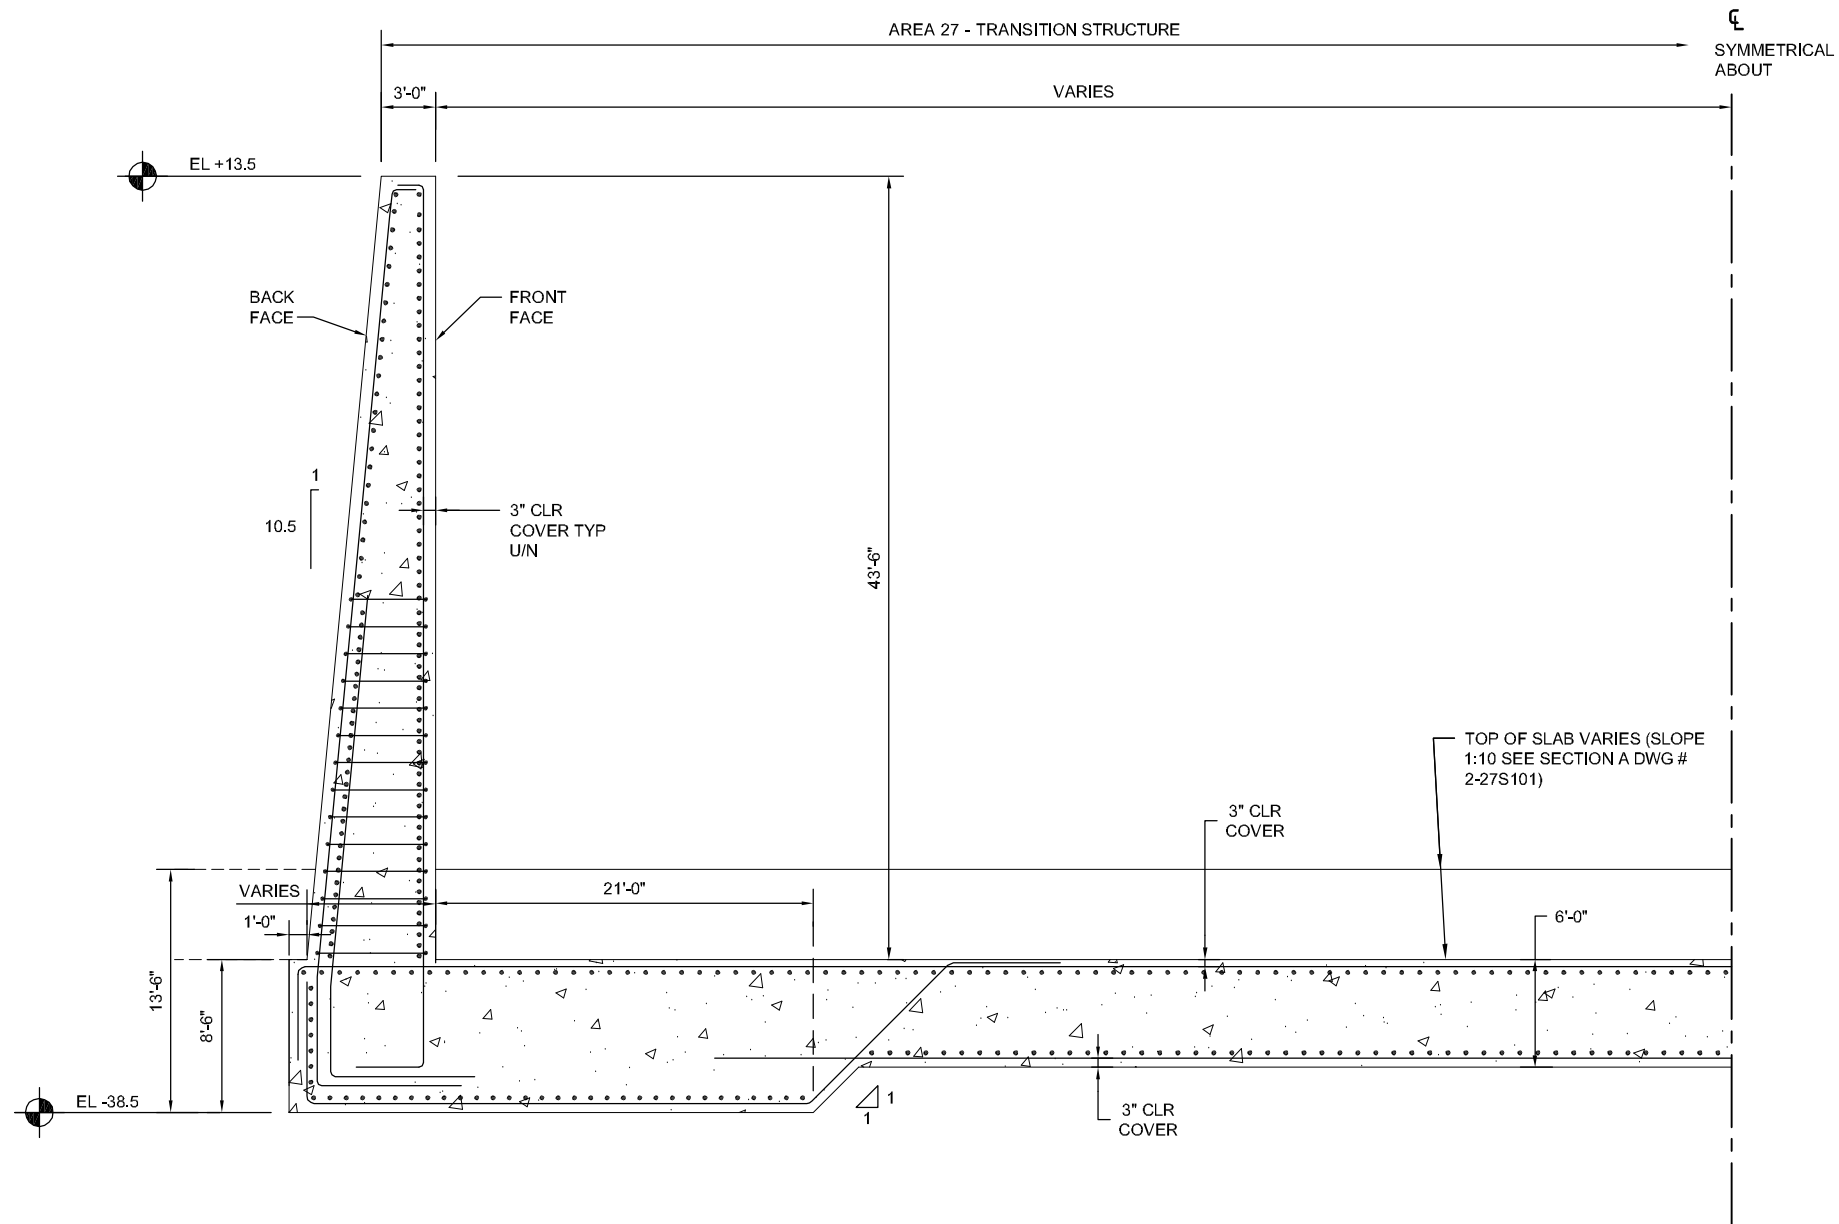 AREA 27 - TRANSITION STRUCTURE
℄
SYMMETRICAL
ABOUT
3'-0"
VARIES
EL +13.5
BACK
FACE
FRONT
FACE
1
10.5
3" CLR
COVER TYP
U/N
43'-6"
TOP OF SLAB VARIES (SLOPE
1:10 SEE SECTION A DWG #
2-27S101)
3" CLR
COVER
VARIES
21'-0"
1'-0"
6'-0"
13'-6"
8'-6"
EL -38.5
1
1
3" CLR
COVER